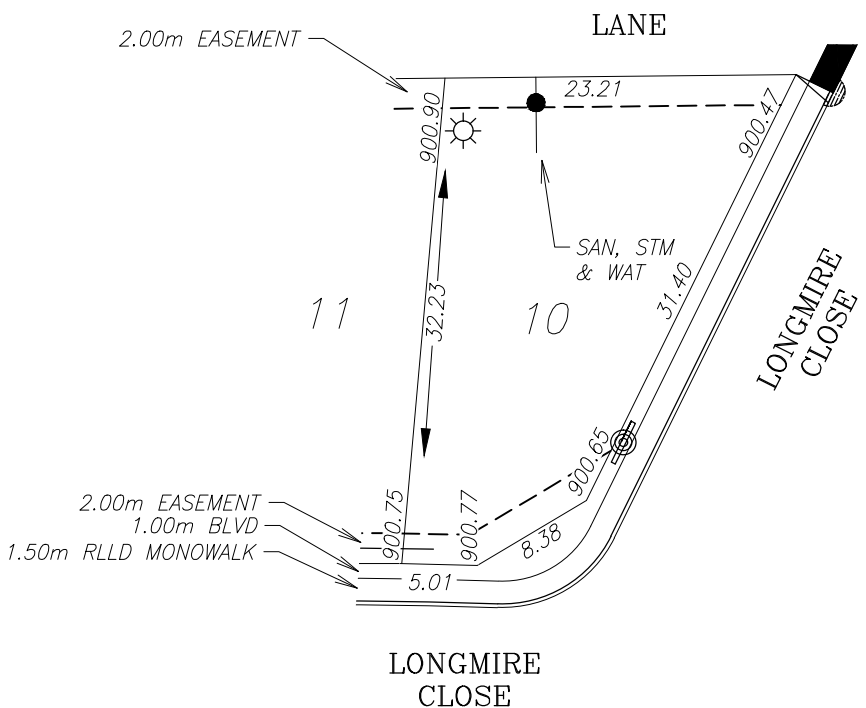 LANE
2.00m EASEMENT
23.21
900.90
900.47
SAN, STM
& WAT
31.40
32.23
11
10
LONGMIRE
CLOSE
900.65
2.00m EASEMENT
900.75
900.77
1.00m BLVD
1.50m RLLD MONOWALK
8.38
5.01
LONGMIRE
CLOSE